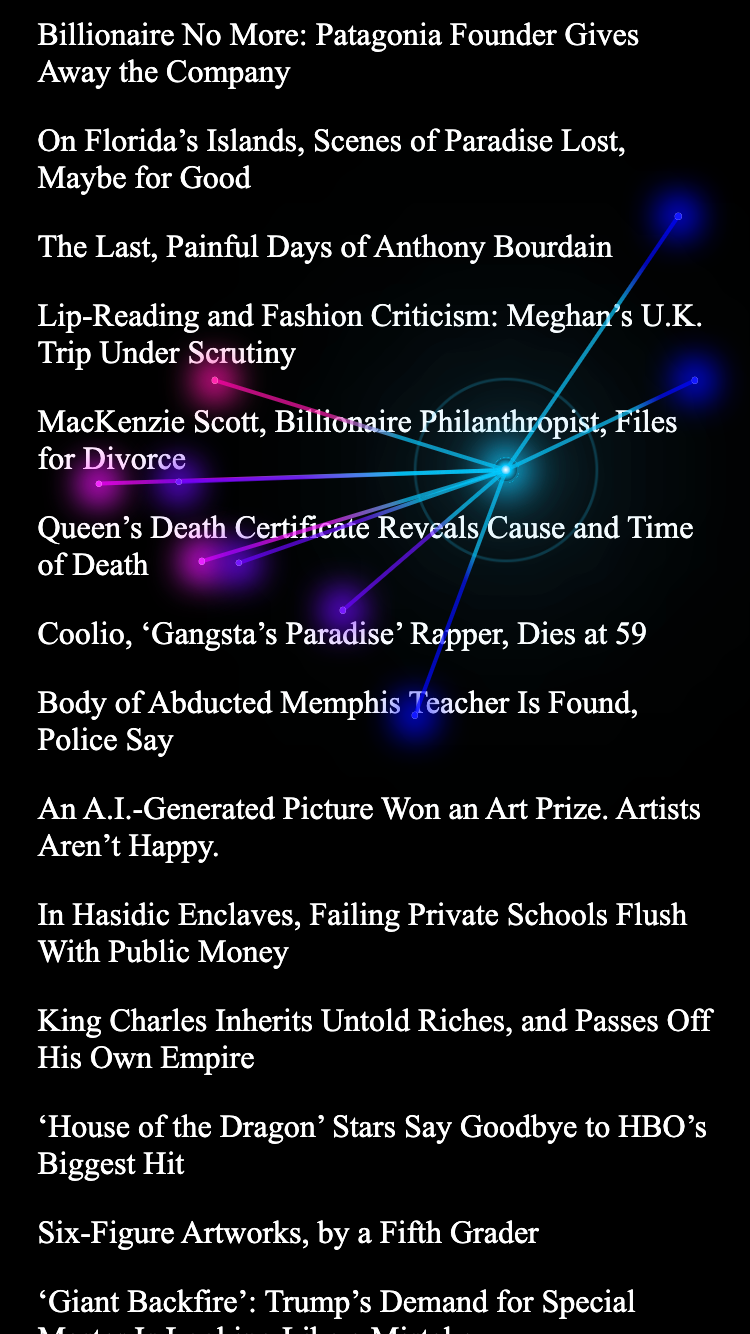 Billionaire No More: Patagonia Founder Gives
Away the Company
On Florida’s Islands, Scenes of Paradise Lost,
Maybe for Good
The Last, Painful Days of Anthony Bourdain
Lip-Reading and Fashion Criticism: Meghan’s U.K.
Trip Under Scrutiny
MacKenzie Scott, Billionaire Philanthropist, Files
for Divorce
Queen’s Death Certificate Reveals Cause and Time
of Death
Coolio, ‘Gangsta’s Paradise’ Rapper, Dies at 59
Body of Abducted Memphis Teacher Is Found,
Police Say
An A.I.-Generated Picture Won an Art Prize. Artists
Aren’t Happy.
In Hasidic Enclaves, Failing Private Schools Flush
With Public Money
King Charles Inherits Untold Riches, and Passes Off
His Own Empire
‘House of the Dragon’ Stars Say Goodbye to HBO’s
Biggest Hit
Six-Figure Artworks, by a Fifth Grader
‘Giant Backfire’: Trump’s Demand for Special